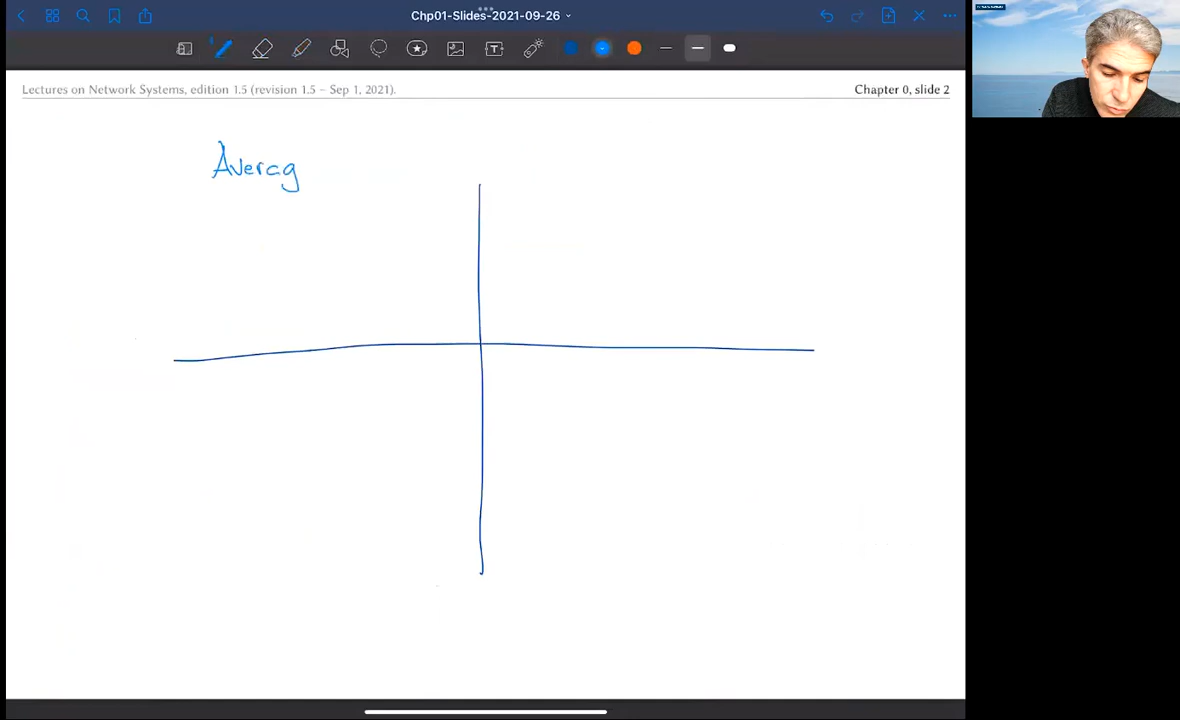 Chp01-Slides-2021-09-26
Lectures on Network Systems, edition 1.5 (revision 1.5 – Sep 1, 2021).
Chapter 0, slide 2
Averag